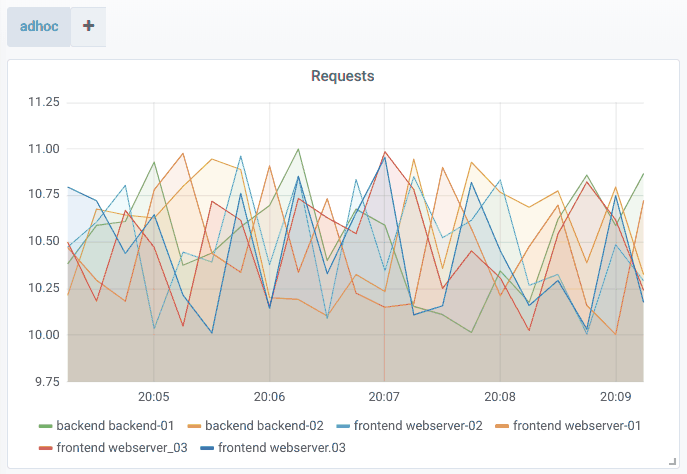 adhoc +
Requests
11.25
11.00
10.75
10.50
10.25
10.00
9.75
20:05 20:06 20:07 20:08 20:09
backend backend-01 backend backend-02 frontend webserver-02 frontend webserver-01
frontend webserver_03 frontend webserver.03